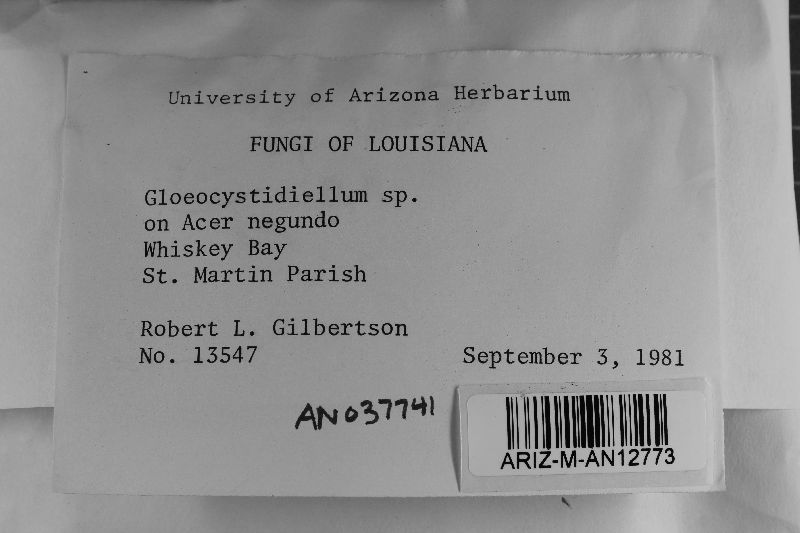 University of Arizona Herbarium
FUNGI OF LOUISIANA
Gloeocystidiellum sp.
on Acer negundo
Whiskey Bay
St. Martin Parish
Robert L. Gilbertson
No. 13547
September 3, 1981
AN037741
ARIZ-M-AN12773